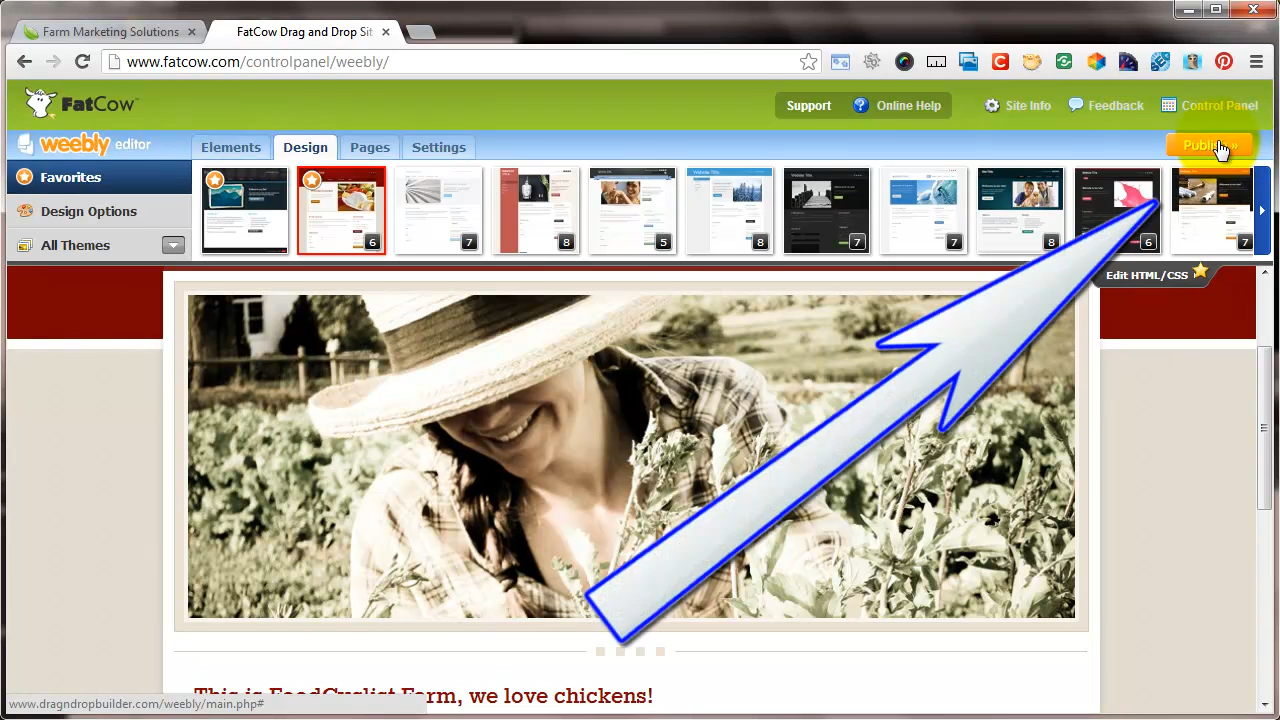 Farm Marketing Solutions
FatCow Drag and Drop Sit
www.fatcow.com/controlpanel/weebly/
FatCow
Support
Online Help
Site Info
Feedback
Control Panel
weebly editor
Elements
Design
Pages
Settings
Favorites
Design Options
All Themes
6
7
8
5
8
7
7
8
6
7
Edit HTML/CSS
This is FoodCyclist Farm, we love chickens!
www.dragndropbuilder.com/weebly/main.php#